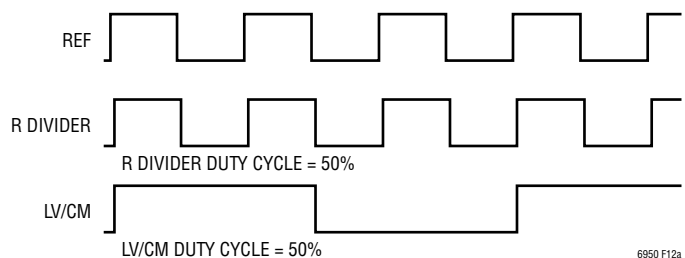 REF
R DIVIDER
R DIVIDER DUTY CYCLE = 50%
LV/CM
LV/CM DUTY CYCLE = 50%
6950 F12a